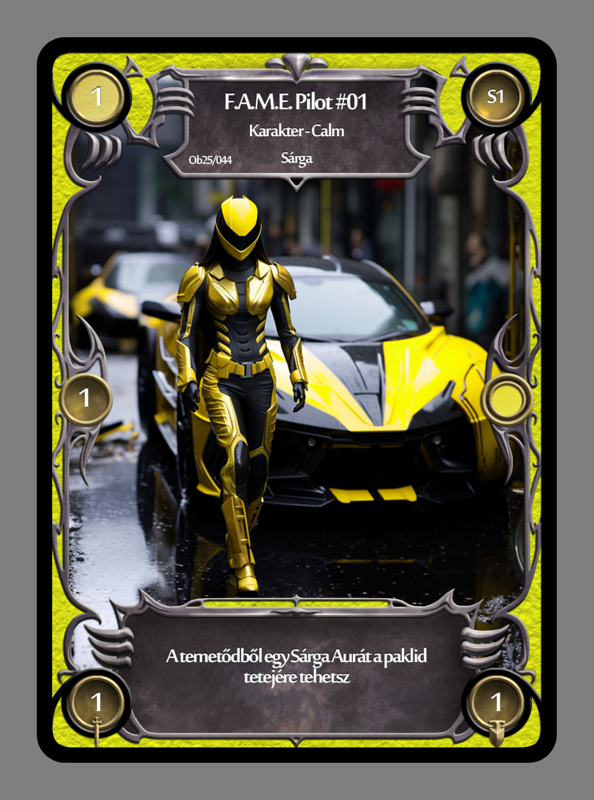 1
F.A.M.E. Pilot #01
S1
Karakter - Calm
Ob25/044
Sárga
1
A temetődből egy Sárga Aurát a paklid
tetejére tehetsz
1
1